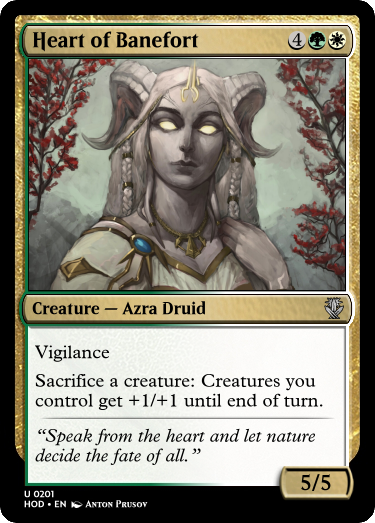 Heart of Banefort 4
Creature — Azra Druid
Vigilance
Sacrifice a creature: Creatures you
control get +1/+1 until end of turn.
“Speak from the heart and let nature
decide the fate of all.”
5/5
U 0201
HOD • EN Anton Prusov